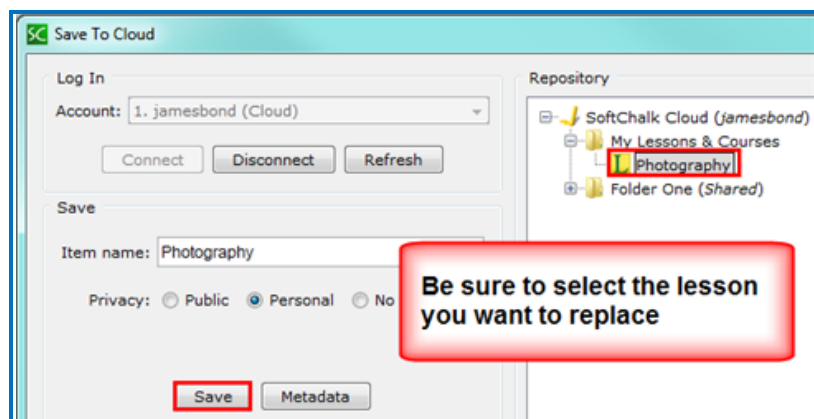 SC Save To Cloud
Log In
Account: 1. jamesbond (Cloud)
Connect Disconnect Refresh
Save
Item name: Photography
Privacy: Public Personal No
Save Metadata
Repository
SoftChalk Cloud (jamesbond)
My Lessons & Courses
L Photography
Folder One (Shared)
Be sure to select the lesson
you want to replace